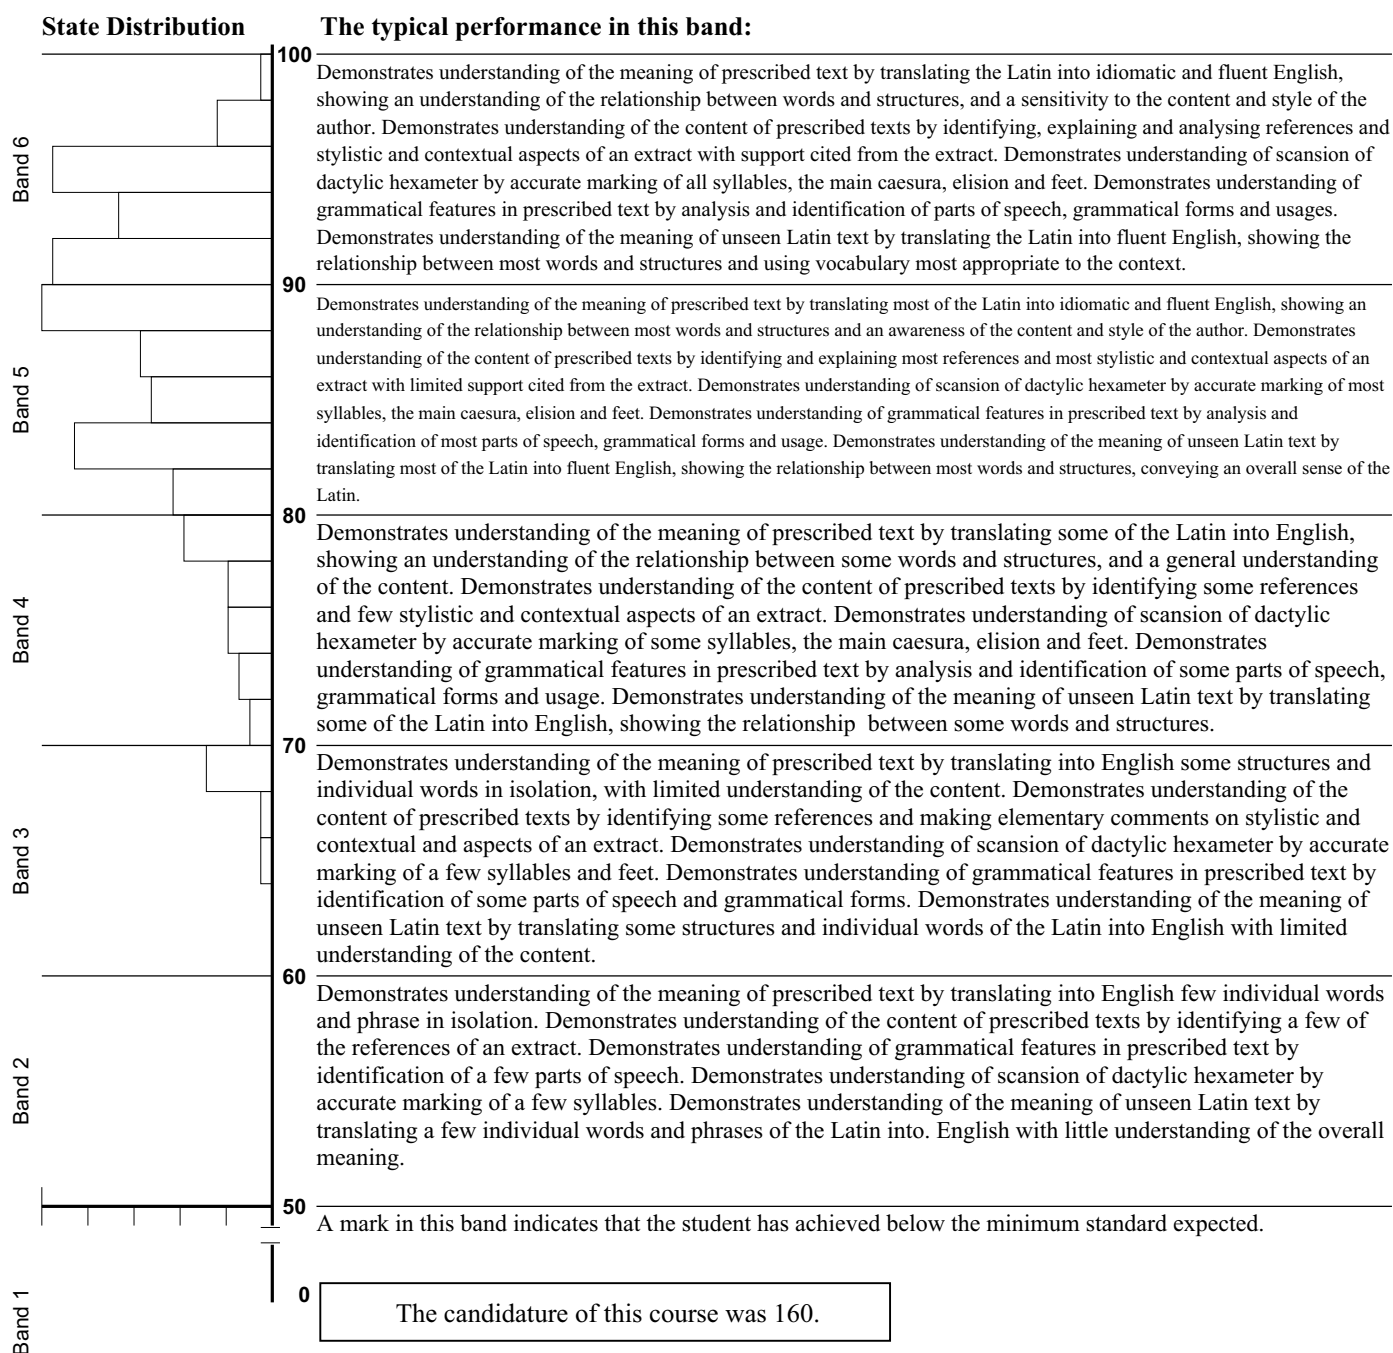 State Distribution
The typical performance in this band:
100
Demonstrates understanding of the meaning of prescribed text by translating the Latin into idiomatic and fluent English,
showing an understanding of the relationship between words and structures, and a sensitivity to the content and style of the
author. Demonstrates understanding of the content of prescribed texts by identifying, explaining and analysing references and
stylistic and contextual aspects of an extract with support cited from the extract. Demonstrates understanding of scansion of
dactylic hexameter by accurate marking of all syllables, the main caesura, elision and feet. Demonstrates understanding of
grammatical features in prescribed text by analysis and identification of parts of speech, grammatical forms and usages.
Demonstrates understanding of the meaning of unseen Latin text by translating the Latin into fluent English, showing the
relationship between most words and structures and using vocabulary most appropriate to the context.
Band 6
90
Demonstrates understanding of the meaning of prescribed text by translating most of the Latin into idiomatic and fluent English, showing an
understanding of the relationship between most words and structures and an awareness of the content and style of the author. Demonstrates
understanding of the content of prescribed texts by identifying and explaining most references and most stylistic and contextual aspects of an
extract with limited support cited from the extract. Demonstrates understanding of scansion of dactylic hexameter by accurate marking of most
syllables, the main caesura, elision and feet. Demonstrates understanding of grammatical features in prescribed text by analysis and
identification of most parts of speech, grammatical forms and usage. Demonstrates understanding of the meaning of unseen Latin text by
translating most of the Latin into fluent English, showing the relationship between most words and structures, conveying an overall sense of the
Latin.
Band 5
80
Demonstrates understanding of the meaning of prescribed text by translating some of the Latin into English,
showing an understanding of the relationship between some words and structures, and a general understanding
of the content. Demonstrates understanding of the content of prescribed texts by identifying some references
and few stylistic and contextual aspects of an extract. Demonstrates understanding of scansion of dactylic
hexameter by accurate marking of some syllables, the main caesura, elision and feet. Demonstrates
understanding of grammatical features in prescribed text by analysis and identification of some parts of speech,
grammatical forms and usage. Demonstrates understanding of the meaning of unseen Latin text by translating
some of the Latin into English, showing the relationship between some words and structures.
Band 4
70
Demonstrates understanding of the meaning of prescribed text by translating into English some structures and
individual words in isolation, with limited understanding of the content. Demonstrates understanding of the
content of prescribed texts by identifying some references and making elementary comments on stylistic and
contextual and aspects of an extract. Demonstrates understanding of scansion of dactylic hexameter by accurate
marking of a few syllables and feet. Demonstrates understanding of grammatical features in prescribed text by
identification of some parts of speech and grammatical forms. Demonstrates understanding of the meaning of
unseen Latin text by translating some structures and individual words of the Latin into English with limited
understanding of the content.
Band 3
60
Demonstrates understanding of the meaning of prescribed text by translating into English few individual words
and phrase in isolation. Demonstrates understanding of the content of prescribed texts by identifying a few of
the references of an extract. Demonstrates understanding of grammatical features in prescribed text by
identification of a few parts of speech. Demonstrates understanding of scansion of dactylic hexameter by
accurate marking of a few syllables. Demonstrates understanding of the meaning of unseen Latin text by
translating a few individual words and phrases of the Latin into. English with little understanding of the overall
meaning.
Band 2
50
A mark in this band indicates that the student has achieved below the minimum standard expected.
0
Band 1
The candidature of this course was 160.